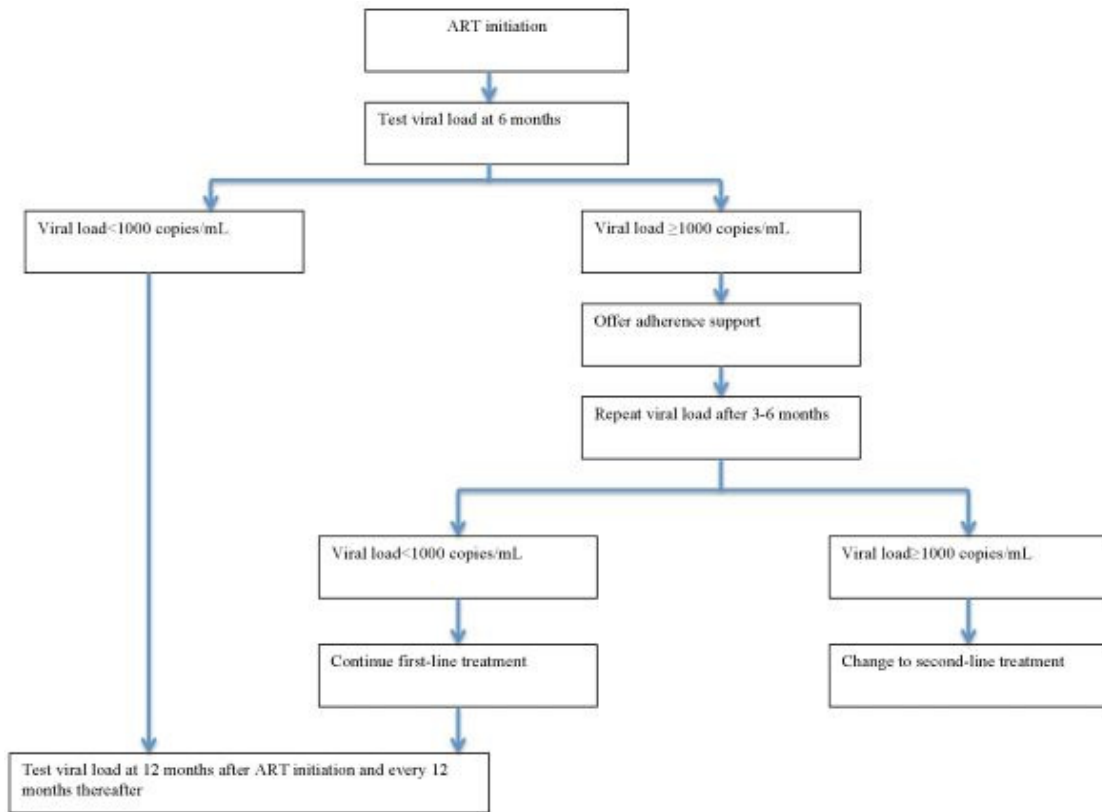 ART initiation
Test viral load at 6 months
Viral load<1000 copies/mL
Viral load ≥1000 copies/mL
Offer adherence support
Repeat viral load after 3-6 months
Viral load<1000 copies/mL
Viral load≥1000 copies/mL
Continue first-line treatment
Change to second-line treatment
Test viral load at 12 months after ART initiation and every 12
months thereafter